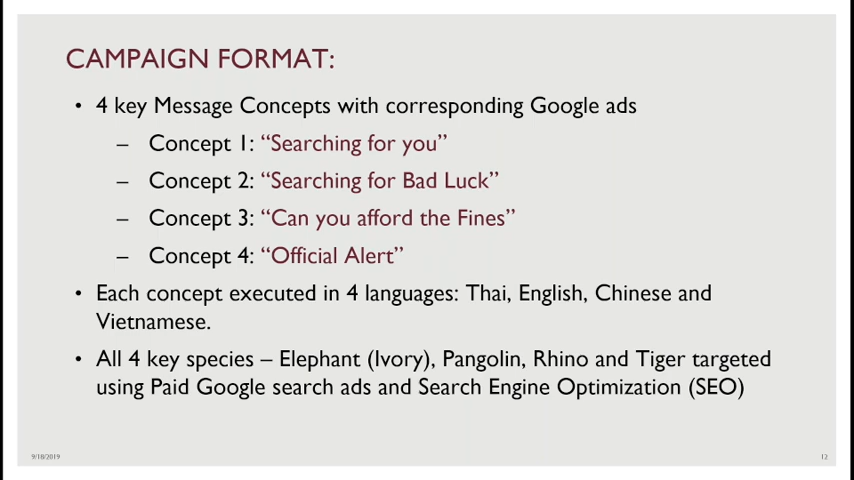 CAMPAIGN FORMAT:
• 4 key Message Concepts with corresponding Google ads
– Concept 1: “Searching for you”
– Concept 2: “Searching for Bad Luck”
– Concept 3: “Can you afford the Fines”
– Concept 4: “Official Alert”
• Each concept executed in 4 languages: Thai, English, Chinese and
Vietnamese.
• All 4 key species – Elephant (Ivory), Pangolin, Rhino and Tiger targeted
using Paid Google search ads and Search Engine Optimization (SEO)
9/18/2019
12